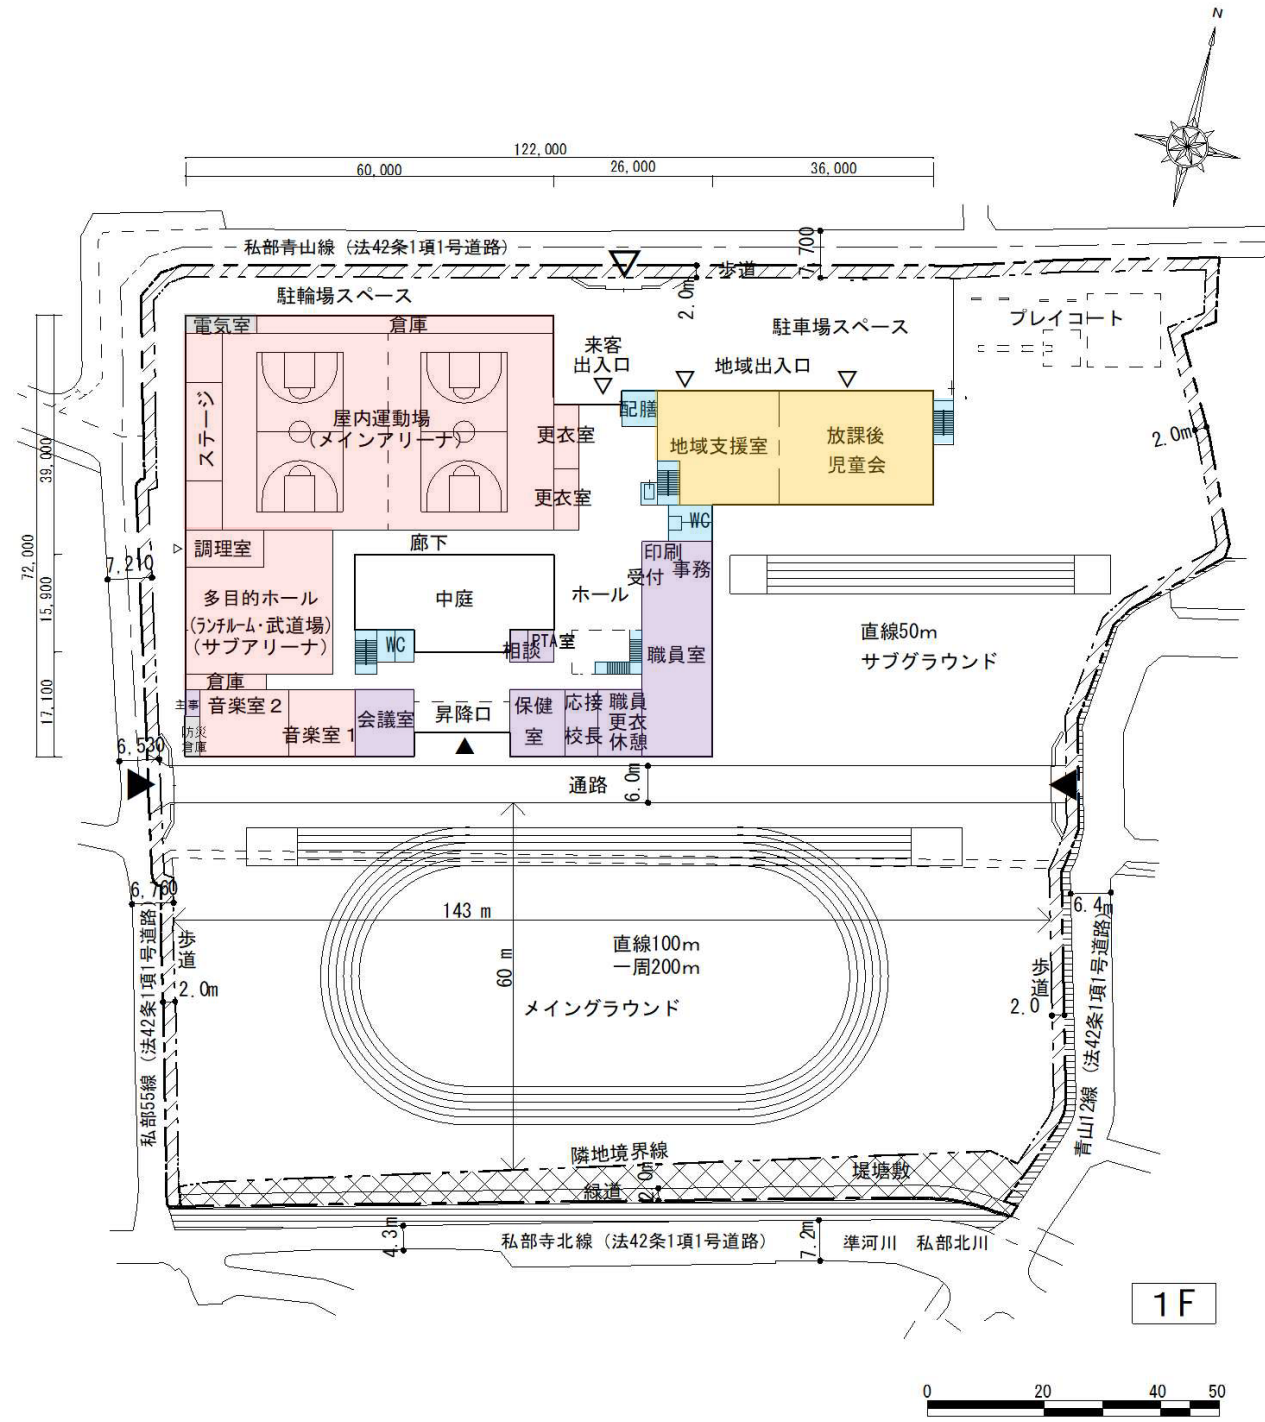 N
122,000
60,000
26,000
36,000
私部青山線（法42条1項1号道路）
7,700
歩道
2.0m
駐輪場スペース
駐車場スペース
プレイコート
電気室
倉庫
来客
出入口
地域出入口
ステージ
屋内運動場
（メインアリーナ）
更衣室
更衣室
配膳
地域支援室
放課後
児童会
2.0m
39,000
72,000
15,900
17,100
WC
調理室
廊下
印刷
受付
事務
7,210
多目的ホール
（ランチルーム・武道場）
（サブアリーナ）
中庭
ホール
WC
相談
PTA室
職員室
直線50m
サブグラウンド
倉庫
主事
音楽室２
防災
倉庫
音楽室１
会議室
昇降口
保健
室
応接
校長
職員
更衣
休憩
6,530
通路
6.0m
6,760
143 m
60 m
6.4m
直線100m
一周200m
メイングラウンド
歩道
2.0m
歩道
2.0
私部55線（法42条1項1号道路）
青山12線（法42条1項1号道路）
隣地境界線
緑道
2.0m
堤塘敷
4.3m
私部寺北線（法42条1項1号道路）
7.2m
準河川　私部北川
1F
0 20 40 50